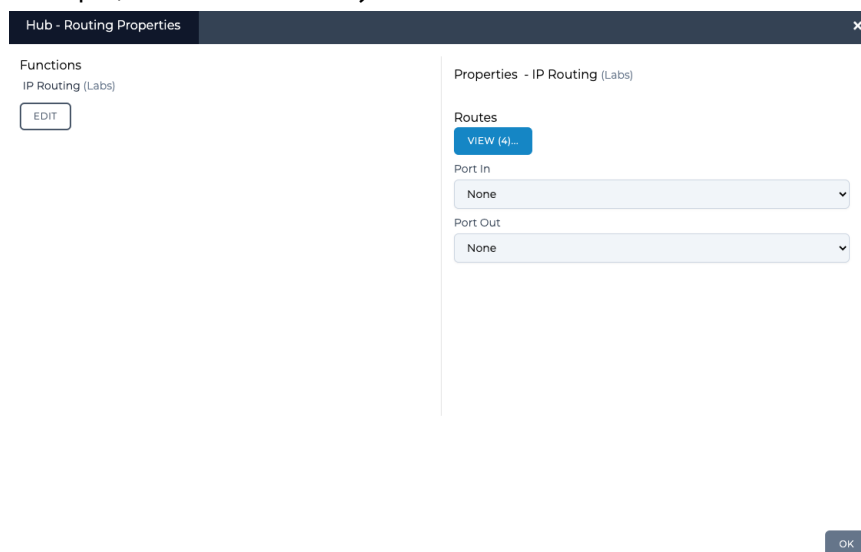 Hub - Routing Properties
×
Functions
IP Routing (Labs)
EDIT
Properties - IP Routing (Labs)
Routes
VIEW (4)...
Port In
None
Port Out
None
OK